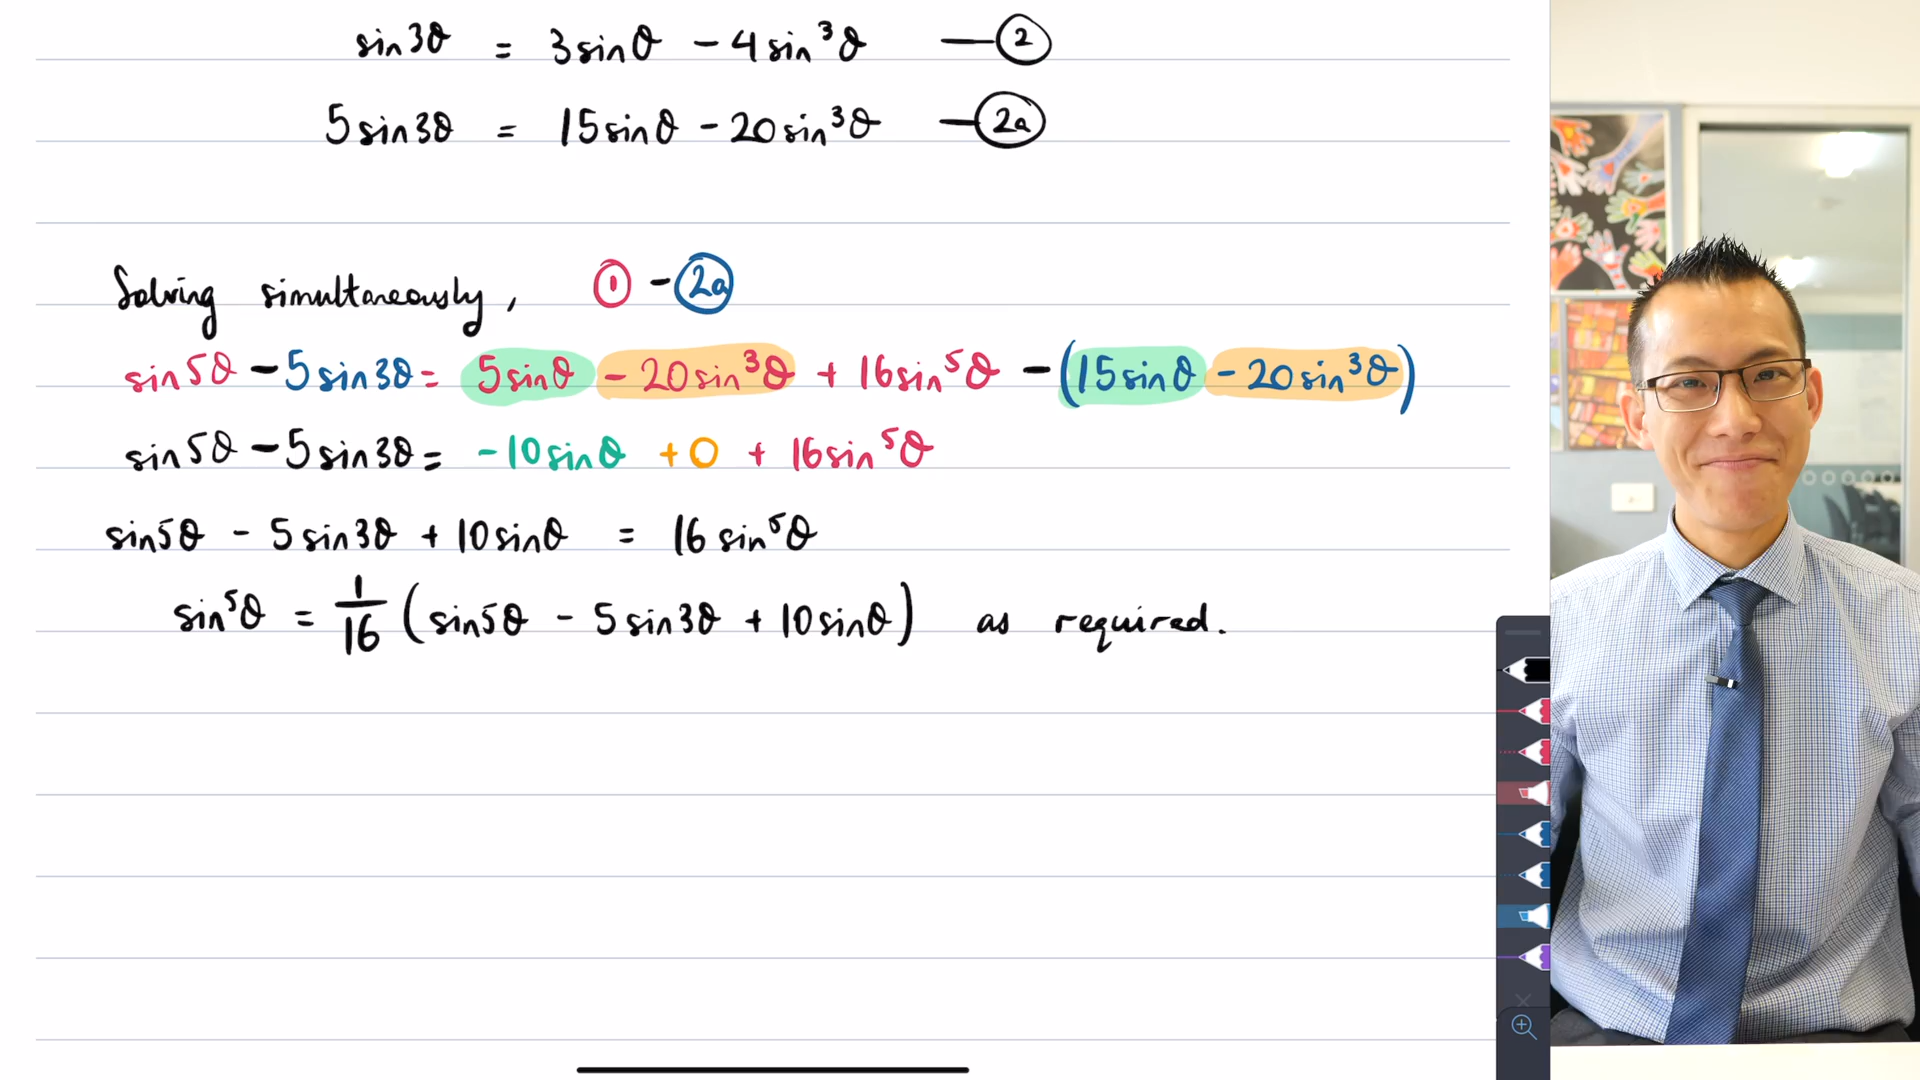 sin3θ = 3sinθ - 4sin³θ —②
5sin3θ = 15sinθ - 20sin³θ —(2a)
Solving simultaneously, ① - (2a)
sin5θ - 5sin3θ = 5sinθ - 20sin³θ + 16sin⁵θ - (15sinθ - 20sin³θ)
sin5θ - 5sin3θ = -10sinθ + 0 + 16sin⁵θ
sin5θ - 5sin3θ + 10sinθ = 16sin⁵θ
sin⁵θ = 1/16 (sin5θ - 5sin3θ + 10sinθ) as required.